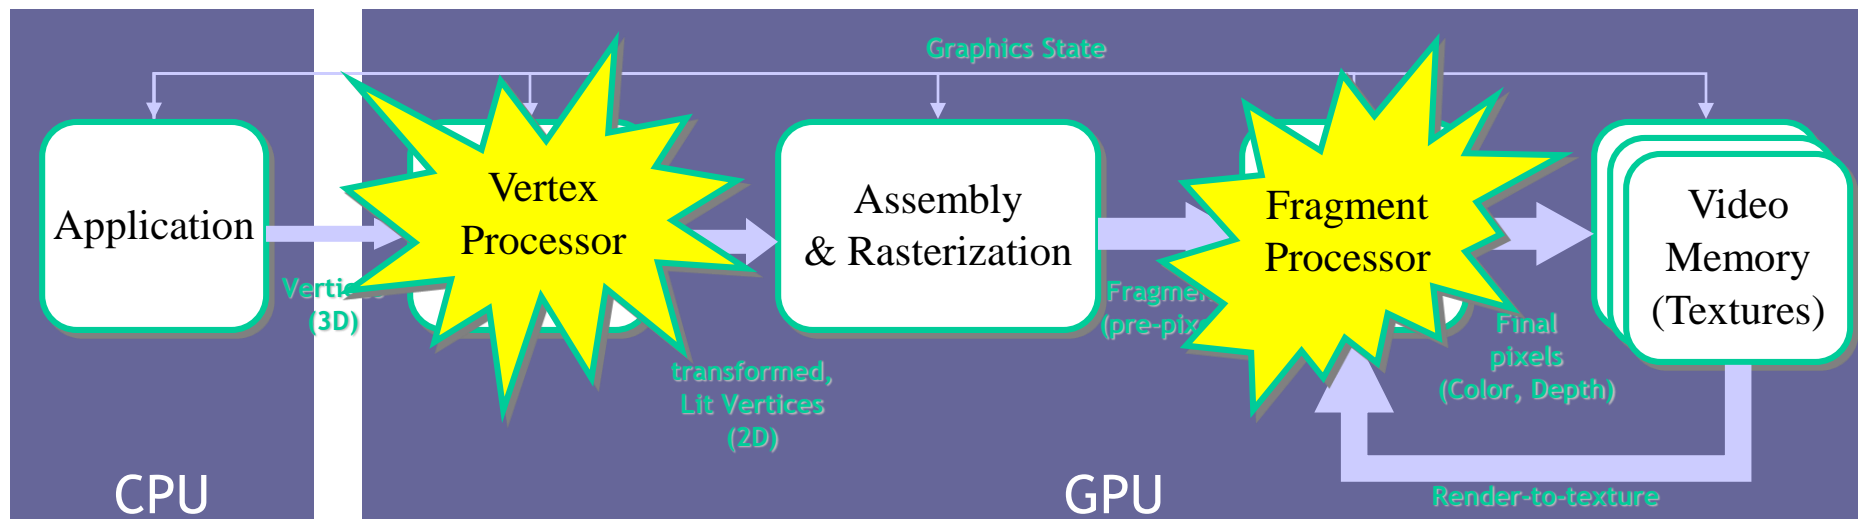 Graphics State
Application
Vertex
Processor
Assembly
& Rasterization
Fragment
Processor
Video
Memory
(Textures)
(3D)
transformed,
Lit Vertices
(2D)
Final
pixels
(Color, Depth)
Render-to-texture
CPU
GPU